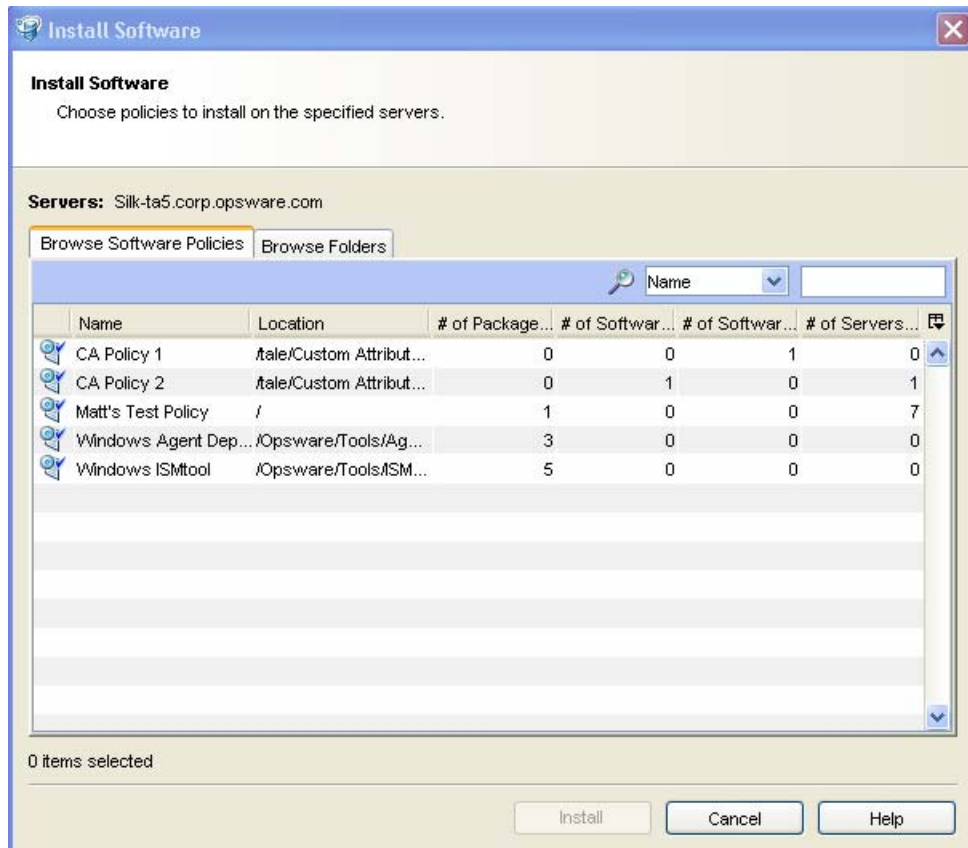 Install Software
Install Software
Choose policies to install on the specified servers.
Servers: Silk-ta5.corp.opsware.com
Browse Software Policies Browse Folders
Name
Name Location # of Package... # of Softwar... # of Softwar... # of Servers...
CA Policy 1 /tale/Custom Attribut... 0 0 1 0
CA Policy 2 /tale/Custom Attribut... 0 1 0 1
Matt's Test Policy / 1 0 0 7
Windows Agent Dep... /Opsware/Tools/Ag... 3 0 0 0
Windows ISMtool /Opsware/Tools/ISM... 5 0 0 0
0 items selected
Install Cancel Help